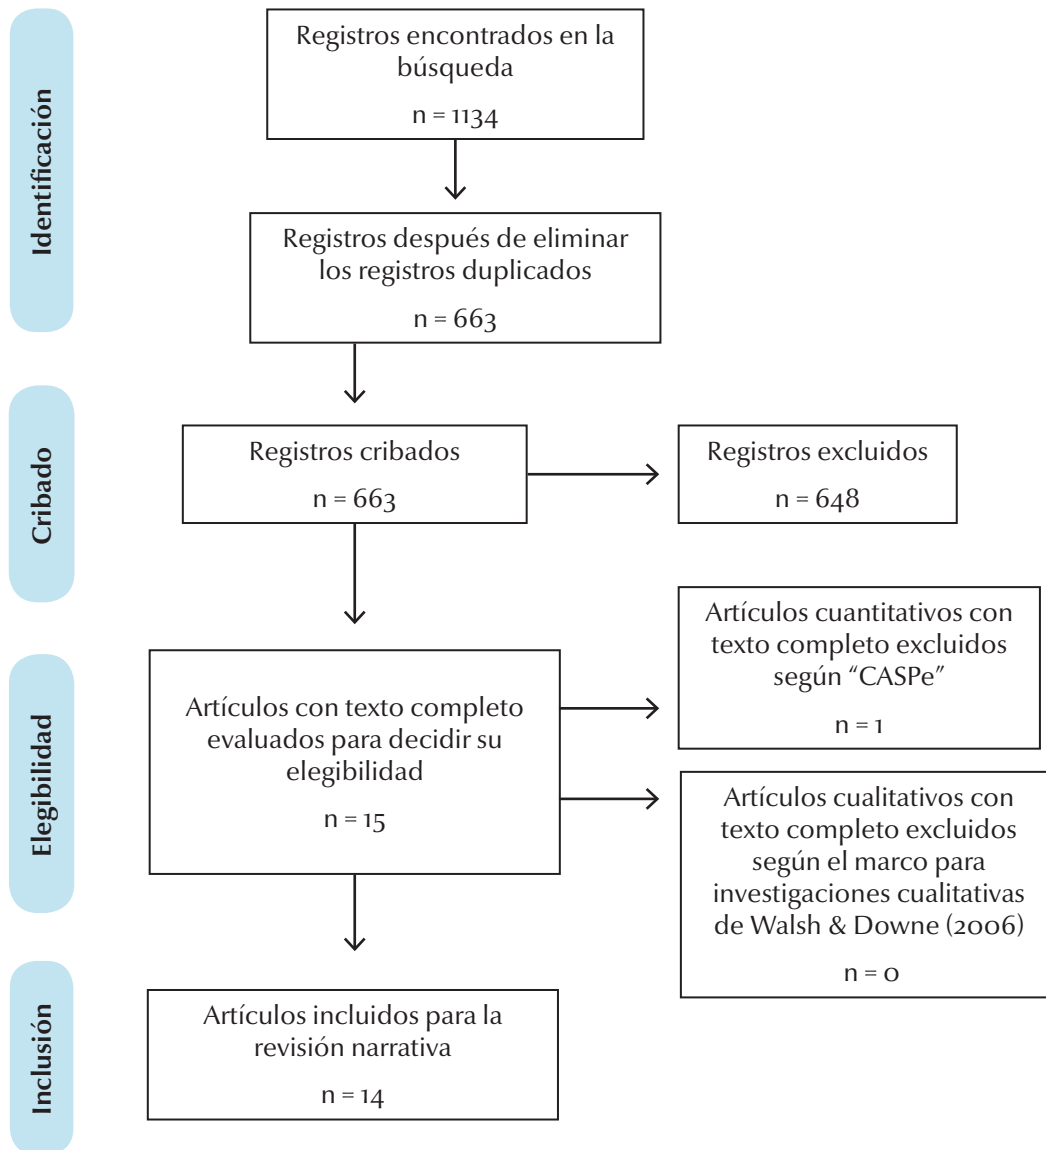 Identificación
Registros encontrados en la
búsqueda
n = 1134
Registros después de eliminar
los registros duplicados
n = 663
Cribado
Registros cribados
n = 663
Registros excluidos
n = 648
Elegibilidad
Artículos con texto completo
evaluados para decidir su
elegibilidad
n = 15
Artículos cuantitativos con
texto completo excluidos
según “CASPe”
n = 1
Artículos cualitativos con
texto completo excluidos
según el marco para
investigaciones cualitativas
de Walsh & Downe (2006)
n = 0
Inclusión
Artículos incluidos para la
revisión narrativa
n = 14